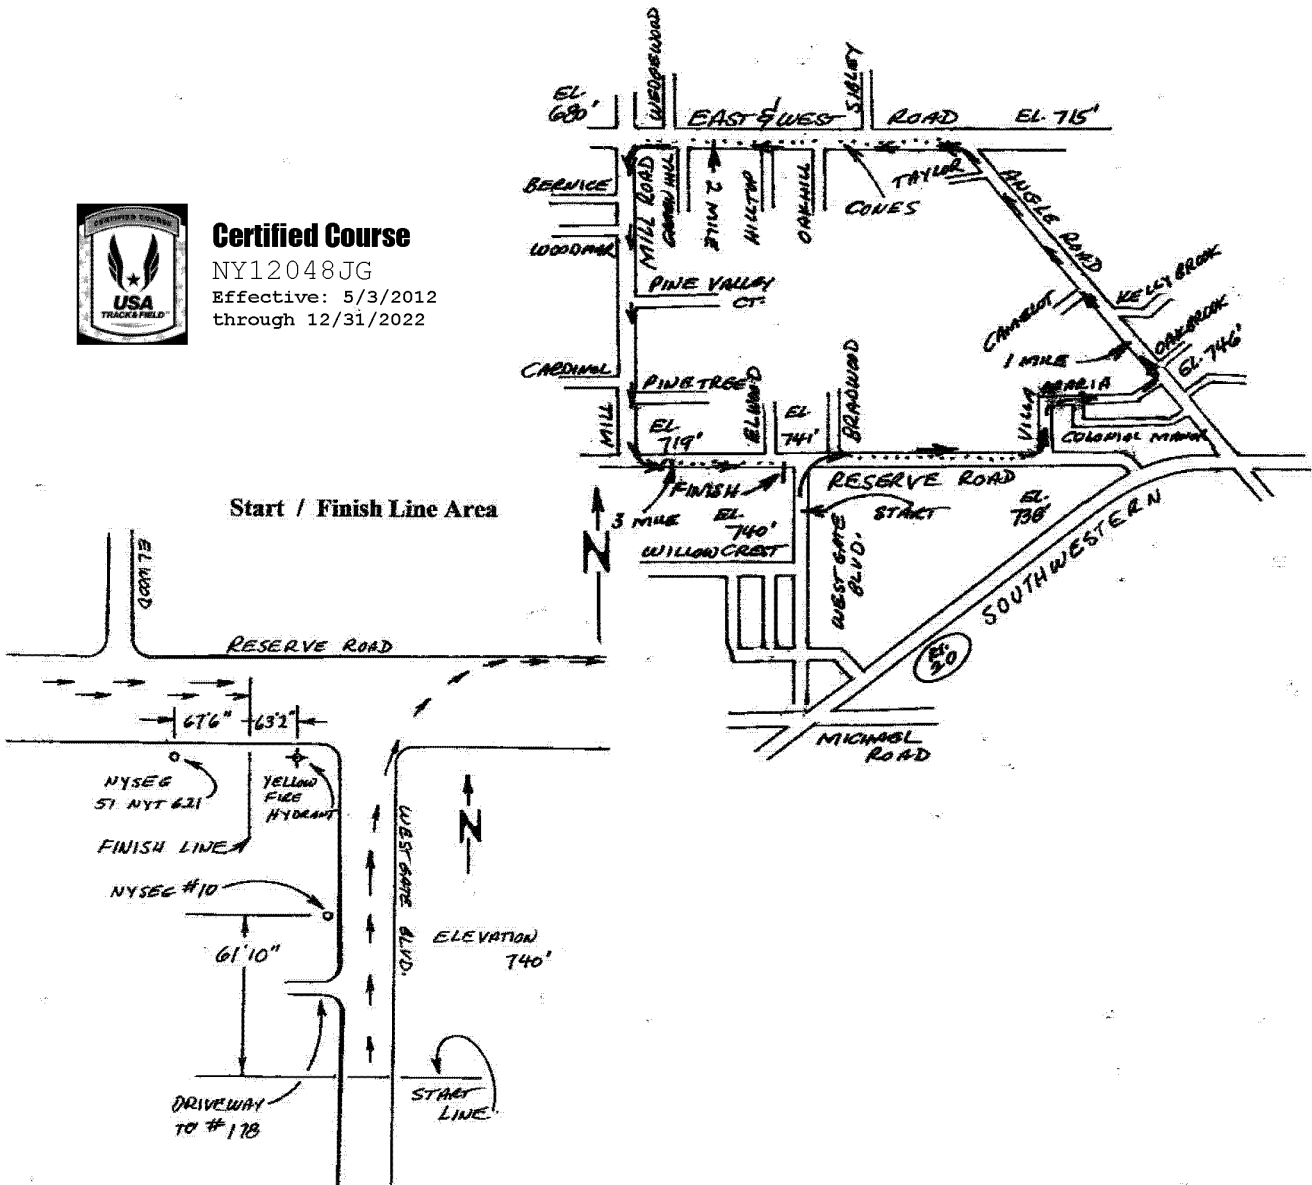 CERTIFIED COURSE
USA
TRACK & FIELD
Certified Course
NY12048JG
Effective: 5/3/2012
through 12/31/2022
EL.
680'
WEDGEWOOD
EAST & WEST ROAD
SIBLEY
EL. 715'
BERNICE
MILL ROAD
GREEN HILL
2 MILE
HILLTOP
OAKHILL
TAYLOR
CONES
ANGLE ROAD
WOODMAR
PINE VALLEY
CT.
KELLY BROOK
CAMELOT
OAKBROOK
1 MILE
EL. 746'
CARDINAL
PINETREE
ELWOOD
BRADWOOD
VILLA
MARIA
MILL
EL
719'
EL.
741'
COLONIAL MANOR
FINISH
RESERVE ROAD
3 MILE
EL.
740'
START
EL.
738'
WILLOWCREST
WEST GATE
BLVD.
SOUTHWESTERN
RT.
20
MICHAEL
ROAD
N
Start / Finish Line Area
ELWOOD
RESERVE ROAD
67'6"
63'2"
NYSEG
51 NYT 621
YELLOW
FIRE
HYDRANT
FINISH LINE
NYSEG #10
61'10"
WEST GATE BLVD.
N
ELEVATION
740'
DRIVEWAY
TO #178
START
LINE